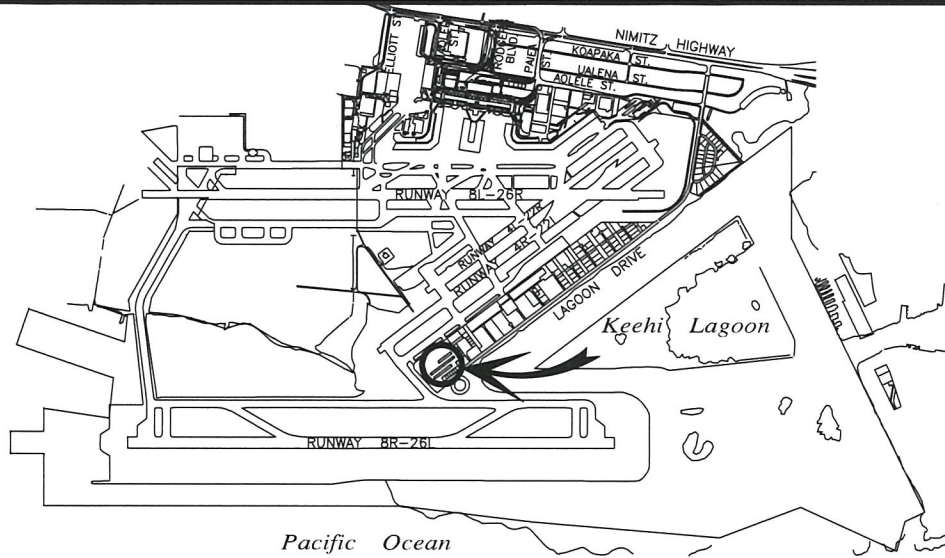 NIMITZ HIGHWAY
ELLIOTT ST.
ST.
RODGERS BLVD
PAIEA ST.
KOAPAKA ST.
UALENA ST.
AOLELE ST.
RUNWAY 8L-26R
RUNWAY 4L-22R
RUNWAY 4R-22L
LAGOON DRIVE
Keehi Lagoon
RUNWAY 8R-26L
Pacific Ocean